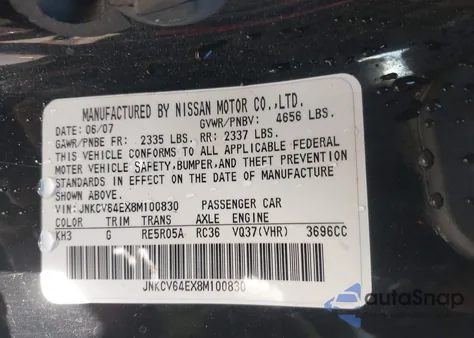 MANUFACTURED BY NISSAN MOTOR CO.,LTD.
DATE: 06/07 GVWR/PNBV: 4656 LBS.
GAWR/PNBE FR: 2335 LBS. RR: 2337 LBS.
THIS VEHICLE CONFORMS TO ALL APPLICABLE FEDERAL
MOTOR VEHICLE SAFETY,BUMPER,AND THEFT PREVENTION
STANDARDS IN EFFECT ON THE DATE OF MANUFACTURE
SHOWN ABOVE.
VIN: JNKCV64EX8M100830 PASSENGER CAR
COLOR TRIM TRANS AXLE ENGINE
KH3 G RE5R05A RC36 VQ37(VHR) 3696CC
JNKCV64EX8M100830
autoSnap